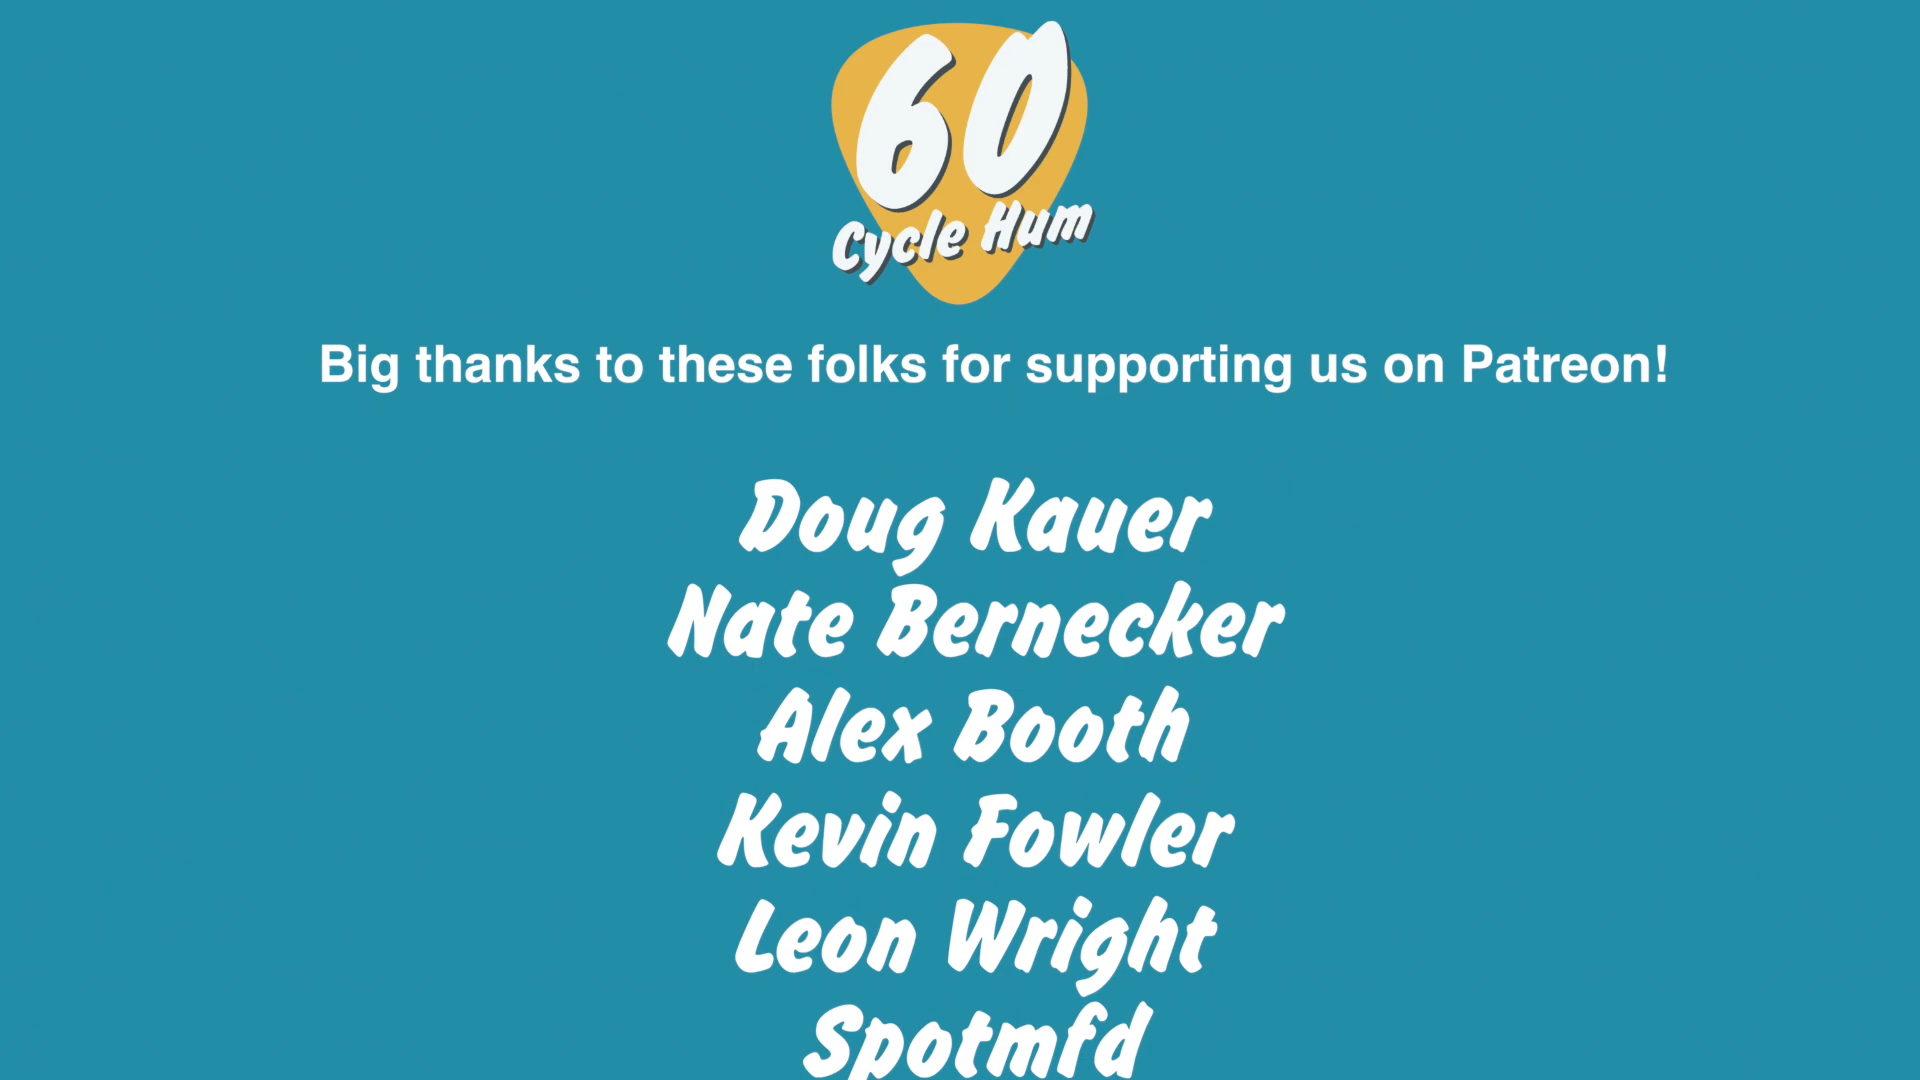 60
Cycle Hum
Big thanks to these folks for supporting us on Patreon!
Doug Kauer
Nate Bernecker
Alex Booth
Kevin Fowler
Leon Wright
Spotmfd